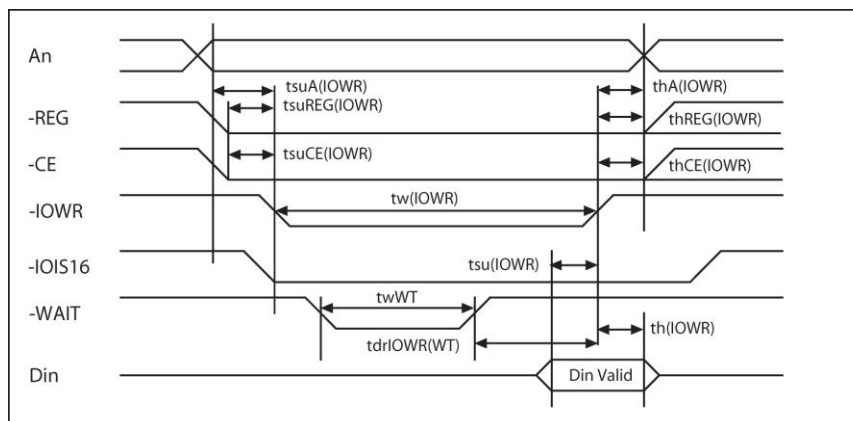 An
tsuA(IOWR)
thA(IOWR)
tsuREG(IOWR)
-REG
thREG(IOWR)
-CE
tsuCE(IOWR)
thCE(IOWR)
-IOWR
tw(IOWR)
-IOIS16
tsu(IOWR)
-WAIT
twWT
th(IOWR)
tdrIOWR(WT)
Din
Din Valid